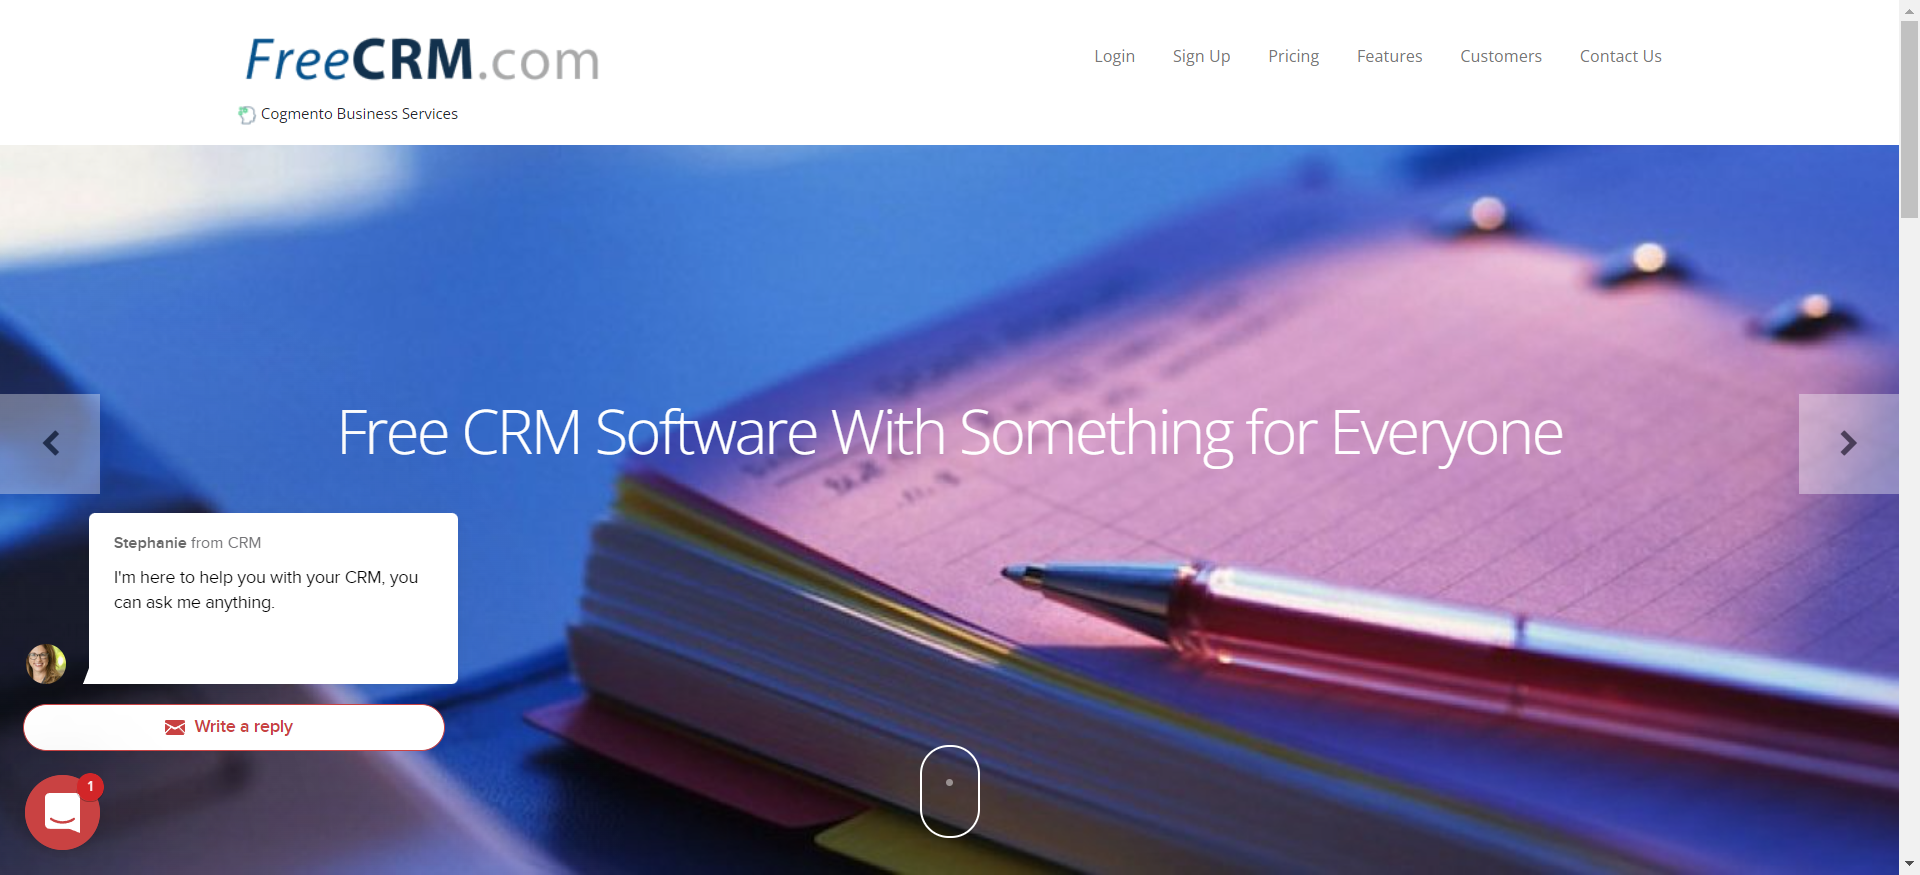 FreeCRM.com
Login Sign Up Pricing Features Customers Contact Us
Cogmento Business Services
Free CRM Software With Something for Everyone
Stephanie from CRM
I'm here to help you with your CRM, you
can ask me anything.
Write a reply
1